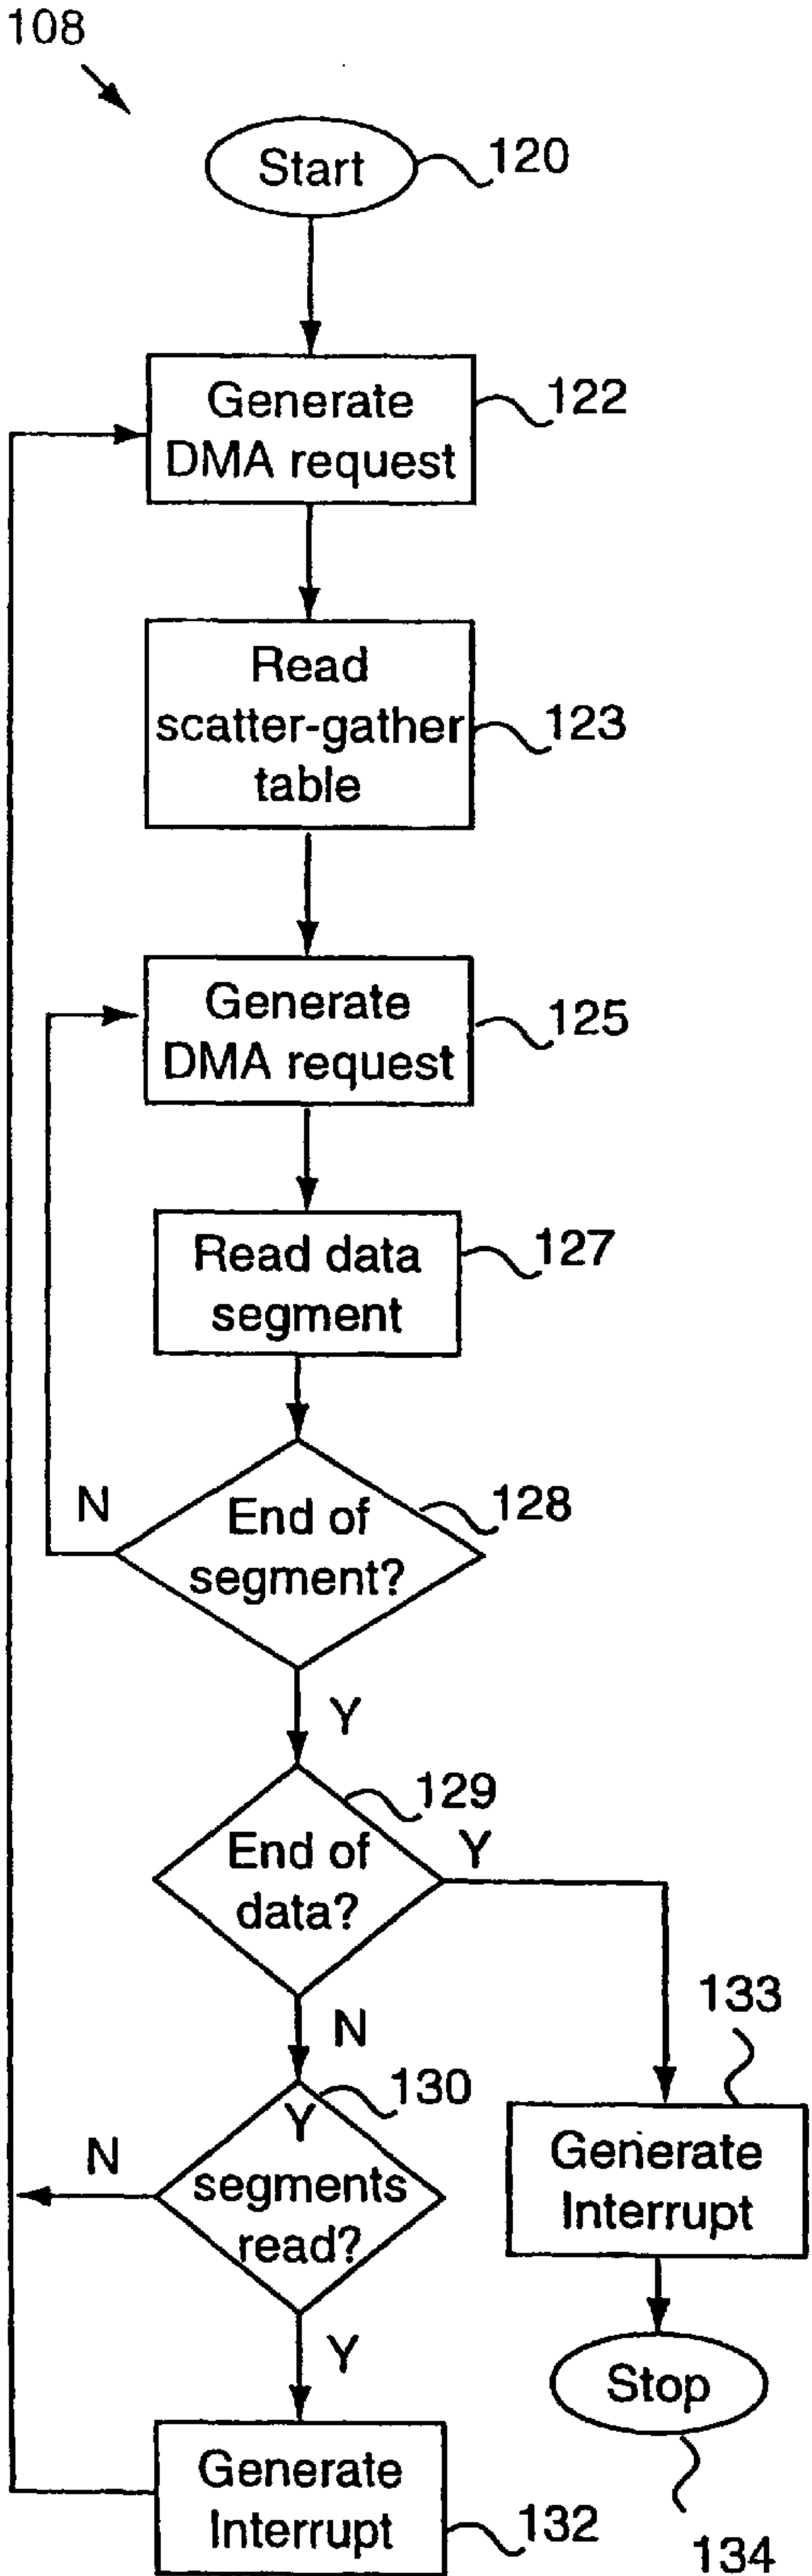 108
Start
120
Generate
DMA request
122
Read
scatter-gather
table
123
Generate
DMA request
125
Read data
segment
127
End of
segment?
128
N
Y
End of
data?
129
Y
N
Y
segments
read?
130
N
Y
Generate
Interrupt
132
133
Generate
Interrupt
Stop
134